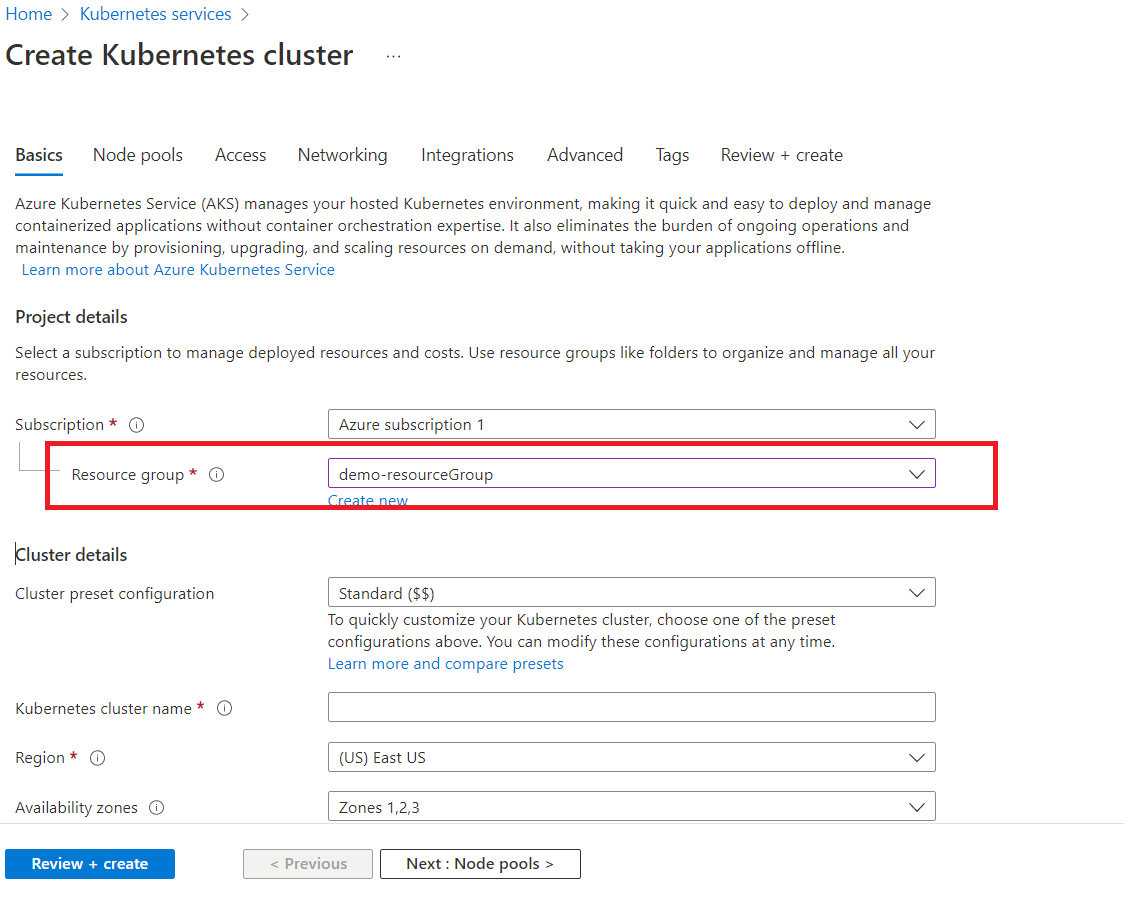 Home > Kubernetes services >
Create Kubernetes cluster ...
Basics Node pools Access Networking Integrations Advanced Tags Review + create
Azure Kubernetes Service (AKS) manages your hosted Kubernetes environment, making it quick and easy to deploy and manage
containerized applications without container orchestration expertise. It also eliminates the burden of ongoing operations and
maintenance by provisioning, upgrading, and scaling resources on demand, without taking your applications offline.
Learn more about Azure Kubernetes Service
Project details
Select a subscription to manage deployed resources and costs. Use resource groups like folders to organize and manage all your
resources.
Subscription * Azure subscription 1
Resource group * demo-resourceGroup
Create new
Cluster details
Cluster preset configuration Standard ($$)
To quickly customize your Kubernetes cluster, choose one of the preset
configurations above. You can modify these configurations at any time.
Learn more and compare presets
Kubernetes cluster name *
Region * (US) East US
Availability zones Zones 1,2,3
Review + create < Previous Next : Node pools >